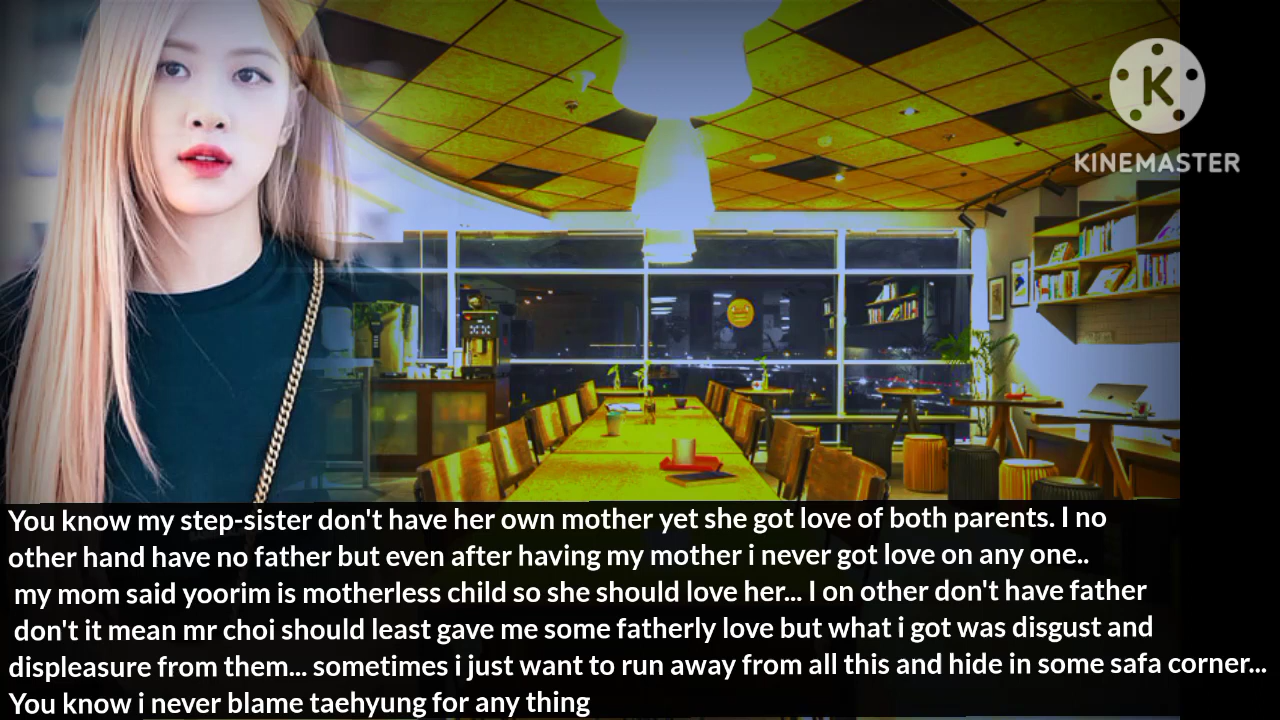 KINEMASTER
You know my step-sister don't have her own mother yet she got love of both parents. I no
other hand have no father but even after having my mother i never got love on any one..
my mom said yoorim is motherless child so she should love her... I on other don't have father
don't it mean mr choi should least gave me some fatherly love but what i got was disgust and
displeasure from them... sometimes i just want to run away from all this and hide in some safa corner...
You know i never blame taehyung for any thing